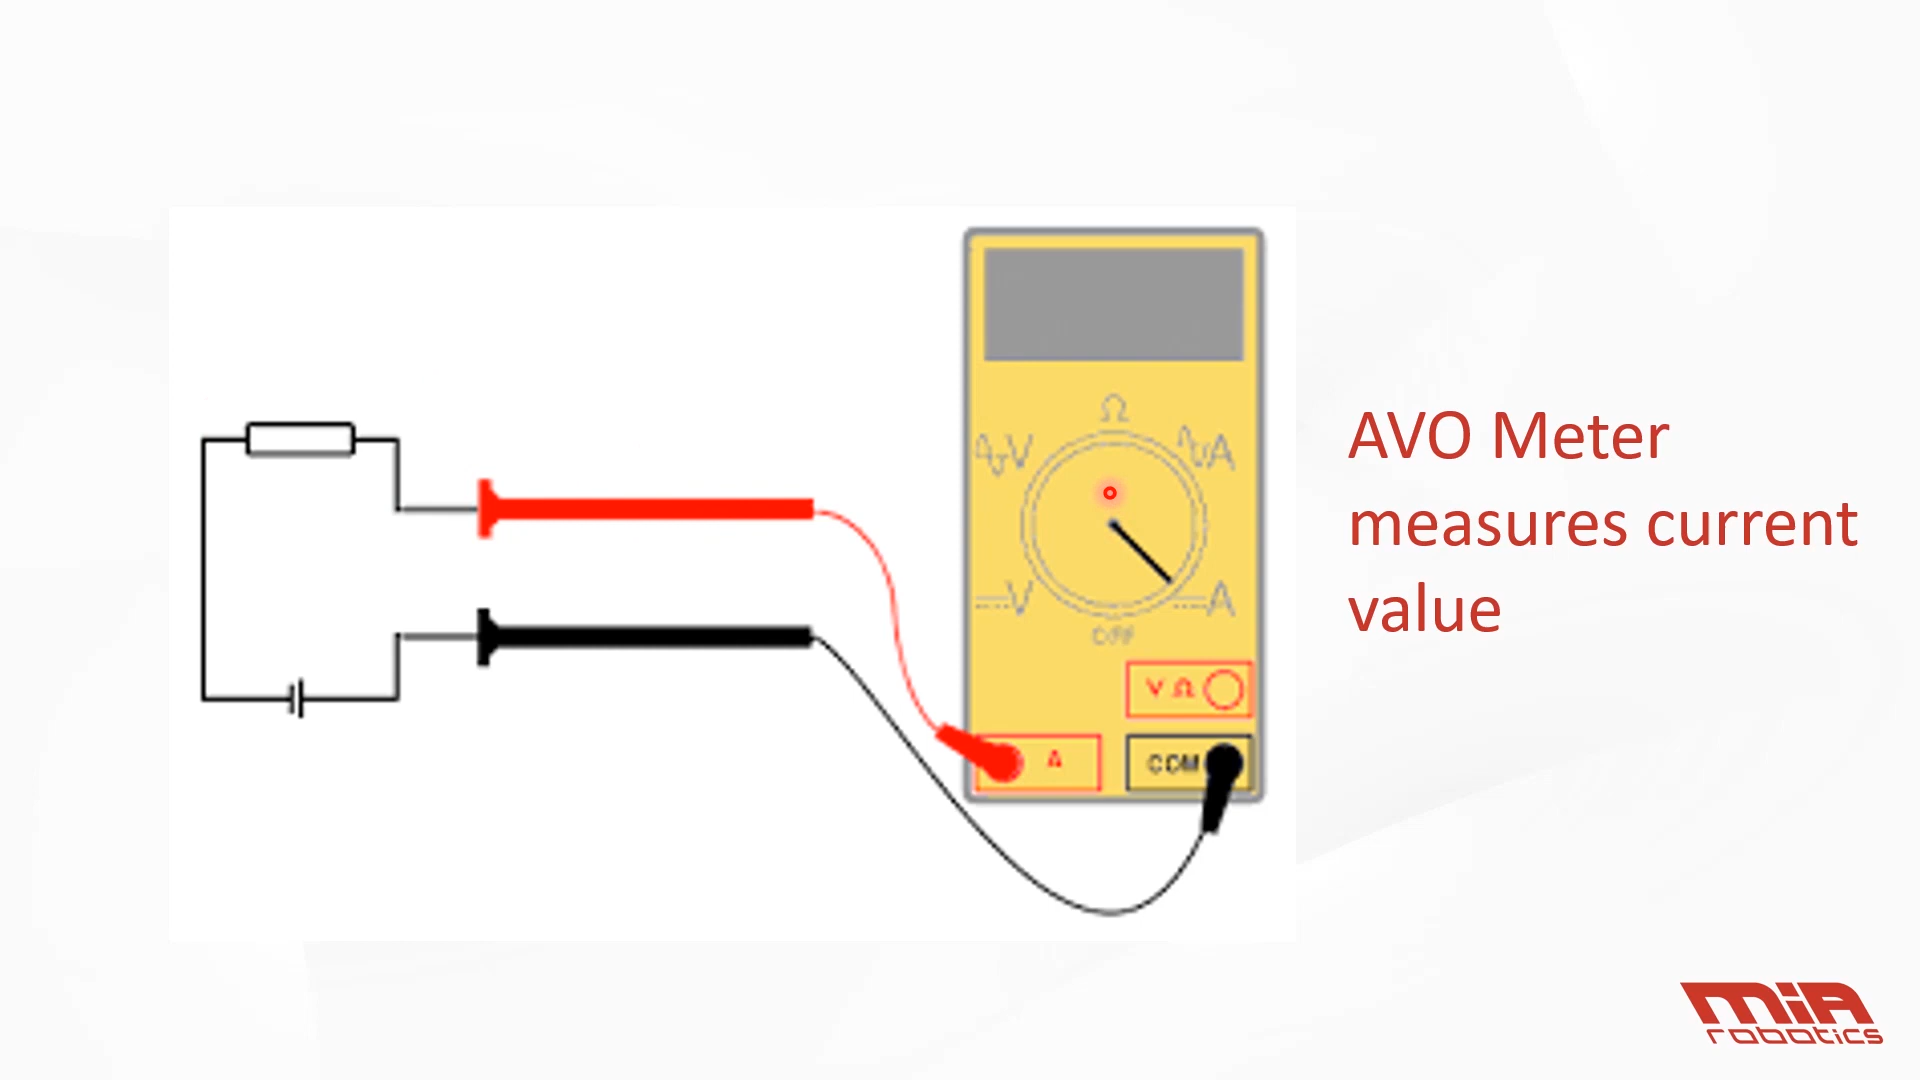 Ω
V
A
V
A
OFF
V Ω
A
COM
AVO Meter
measures current
value
MiA
robotics